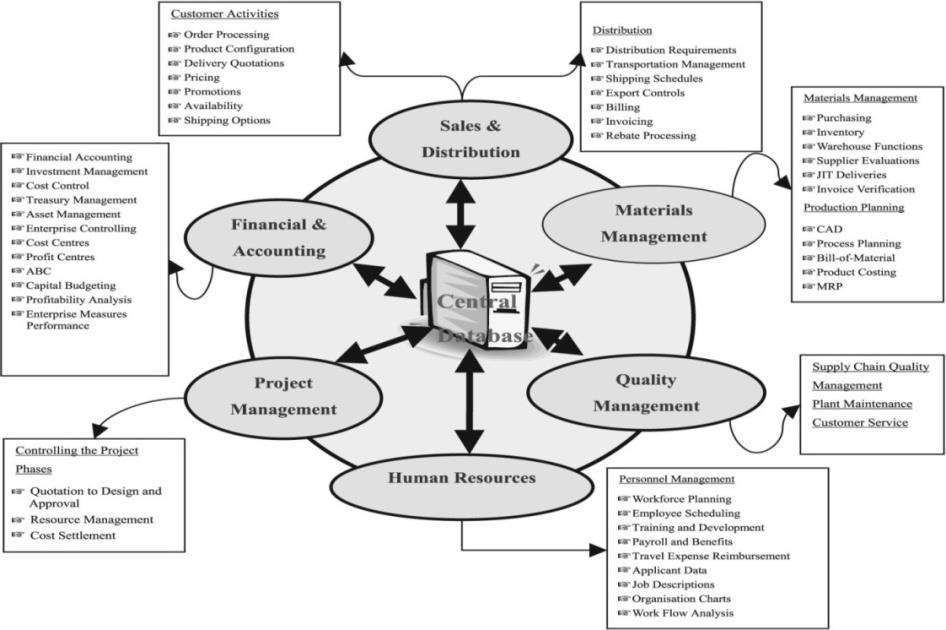 Customer Activities
Order Processing
Product Configuration
Delivery Quotations
Pricing
Promotions
Availability
Shipping Options
Distribution
Distribution Requirements
Transportation Management
Shipping Schedules
Export Controls
Billing
Invoicing
Rebate Processing
Sales &
Distribution
Materials Management
Purchasing
Inventory
Warehouse Functions
Supplier Evaluations
JIT Deliveries
Invoice Verification
Production Planning
CAD
Process Planning
Bill-of-Material
Product Costing
MRP
Financial Accounting
Investment Management
Cost Control
Treasury Management
Asset Management
Enterprise Controlling
Cost Centres
Profit Centres
ABC
Capital Budgeting
Profitability Analysis
Enterprise Measures
Performance
Financial &
Accounting
Materials
Management
Central
Database
Project
Management
Quality
Management
Supply Chain Quality
Management
Plant Maintenance
Customer Service
Human Resources
Controlling the Project
Phases
Quotation to Design and
Approval
Resource Management
Cost Settlement
Personnel Management
Workforce Planning
Employee Scheduling
Training and Development
Payroll and Benefits
Travel Expense Reimbursement
Applicant Data
Job Descriptions
Organisation Charts
Work Flow Analysis